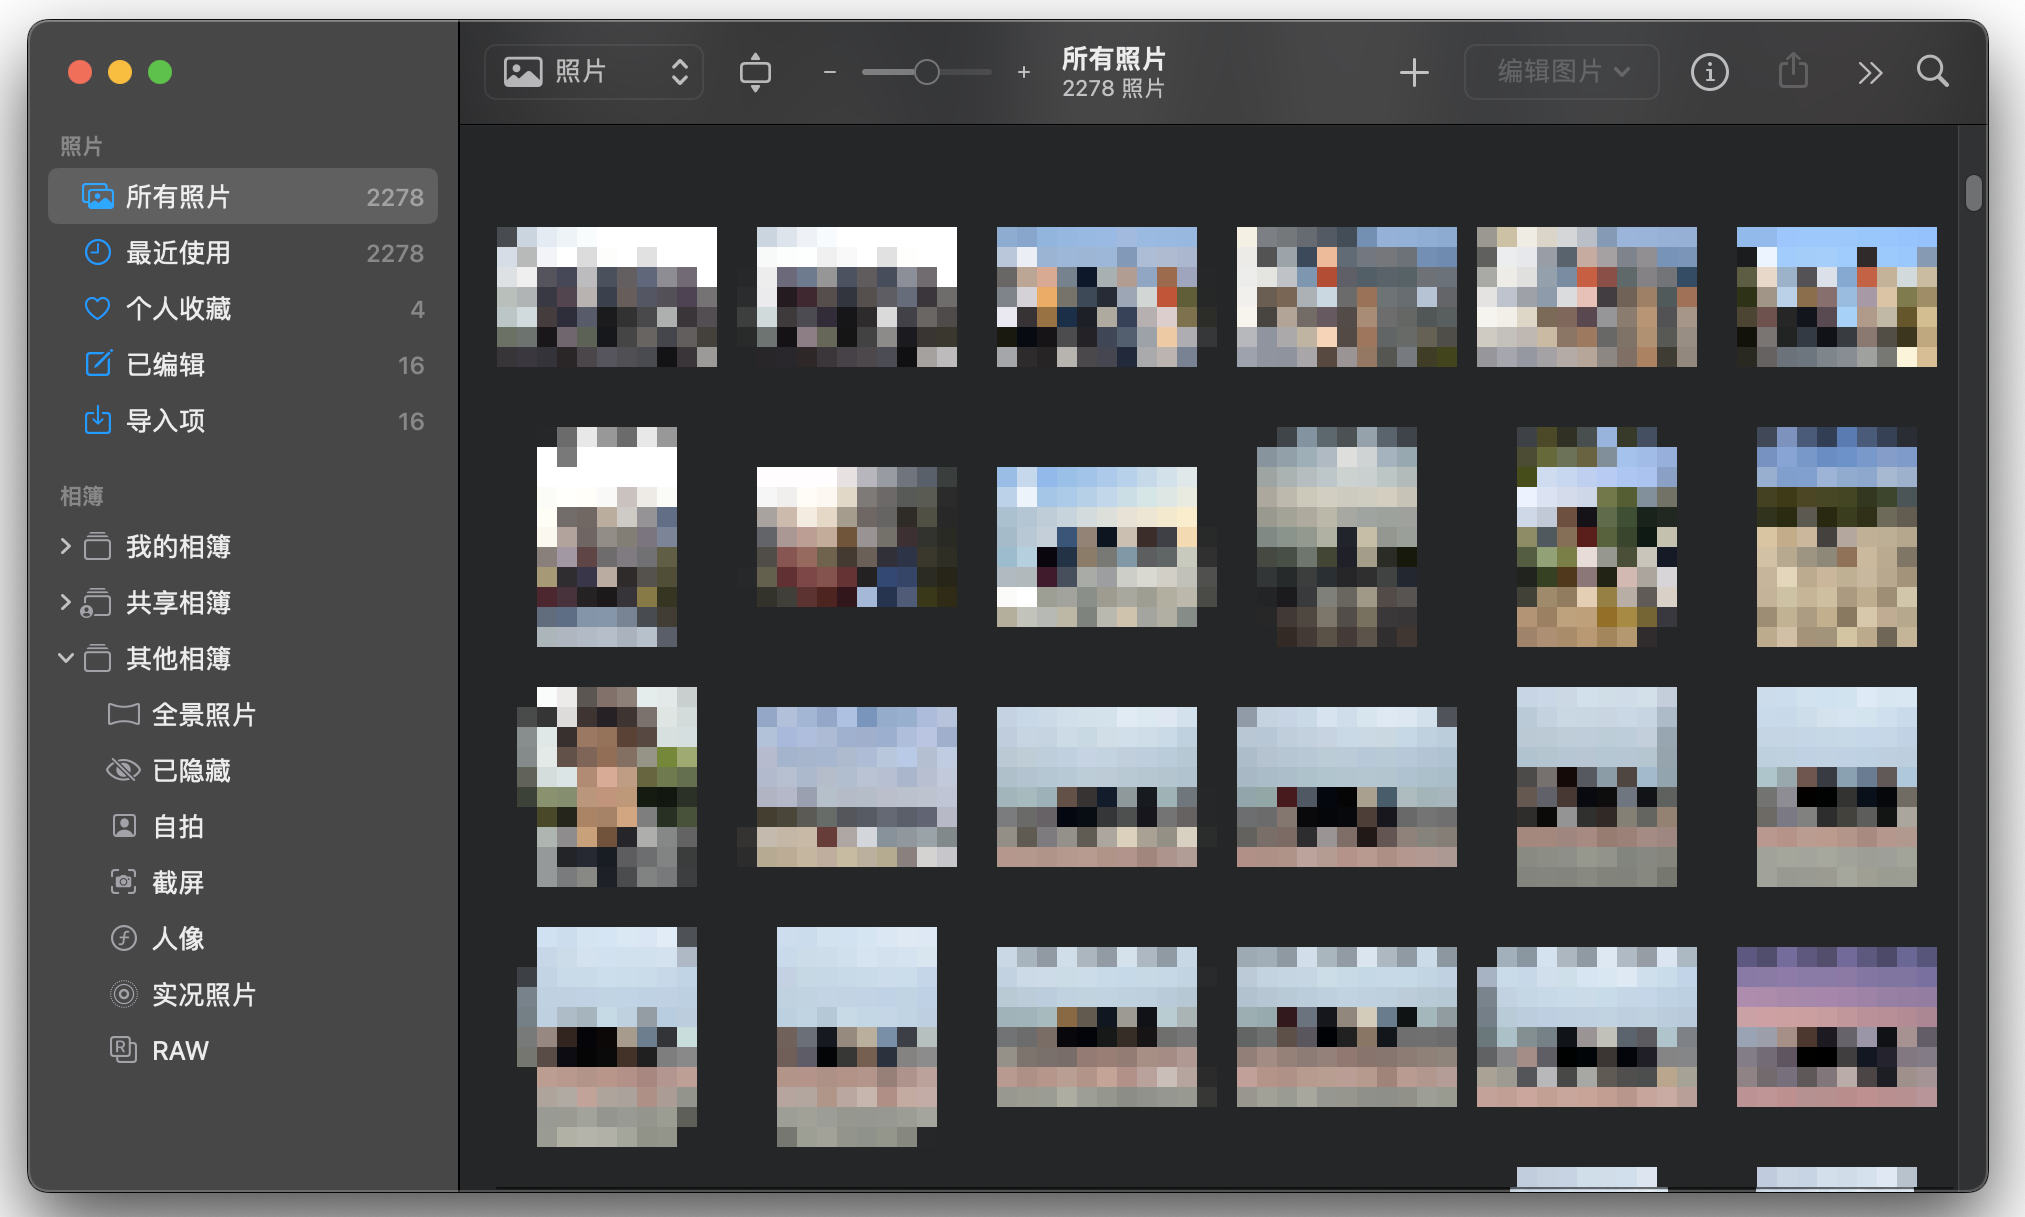 照片
所有照片
2278 照片
编辑图片
照片
所有照片 2278
最近使用 2278
个人收藏 4
已编辑 16
导入项 16
相簿
我的相簿
共享相簿
其他相簿
全景照片
已隐藏
自拍
截屏
人像
实况照片
RAW